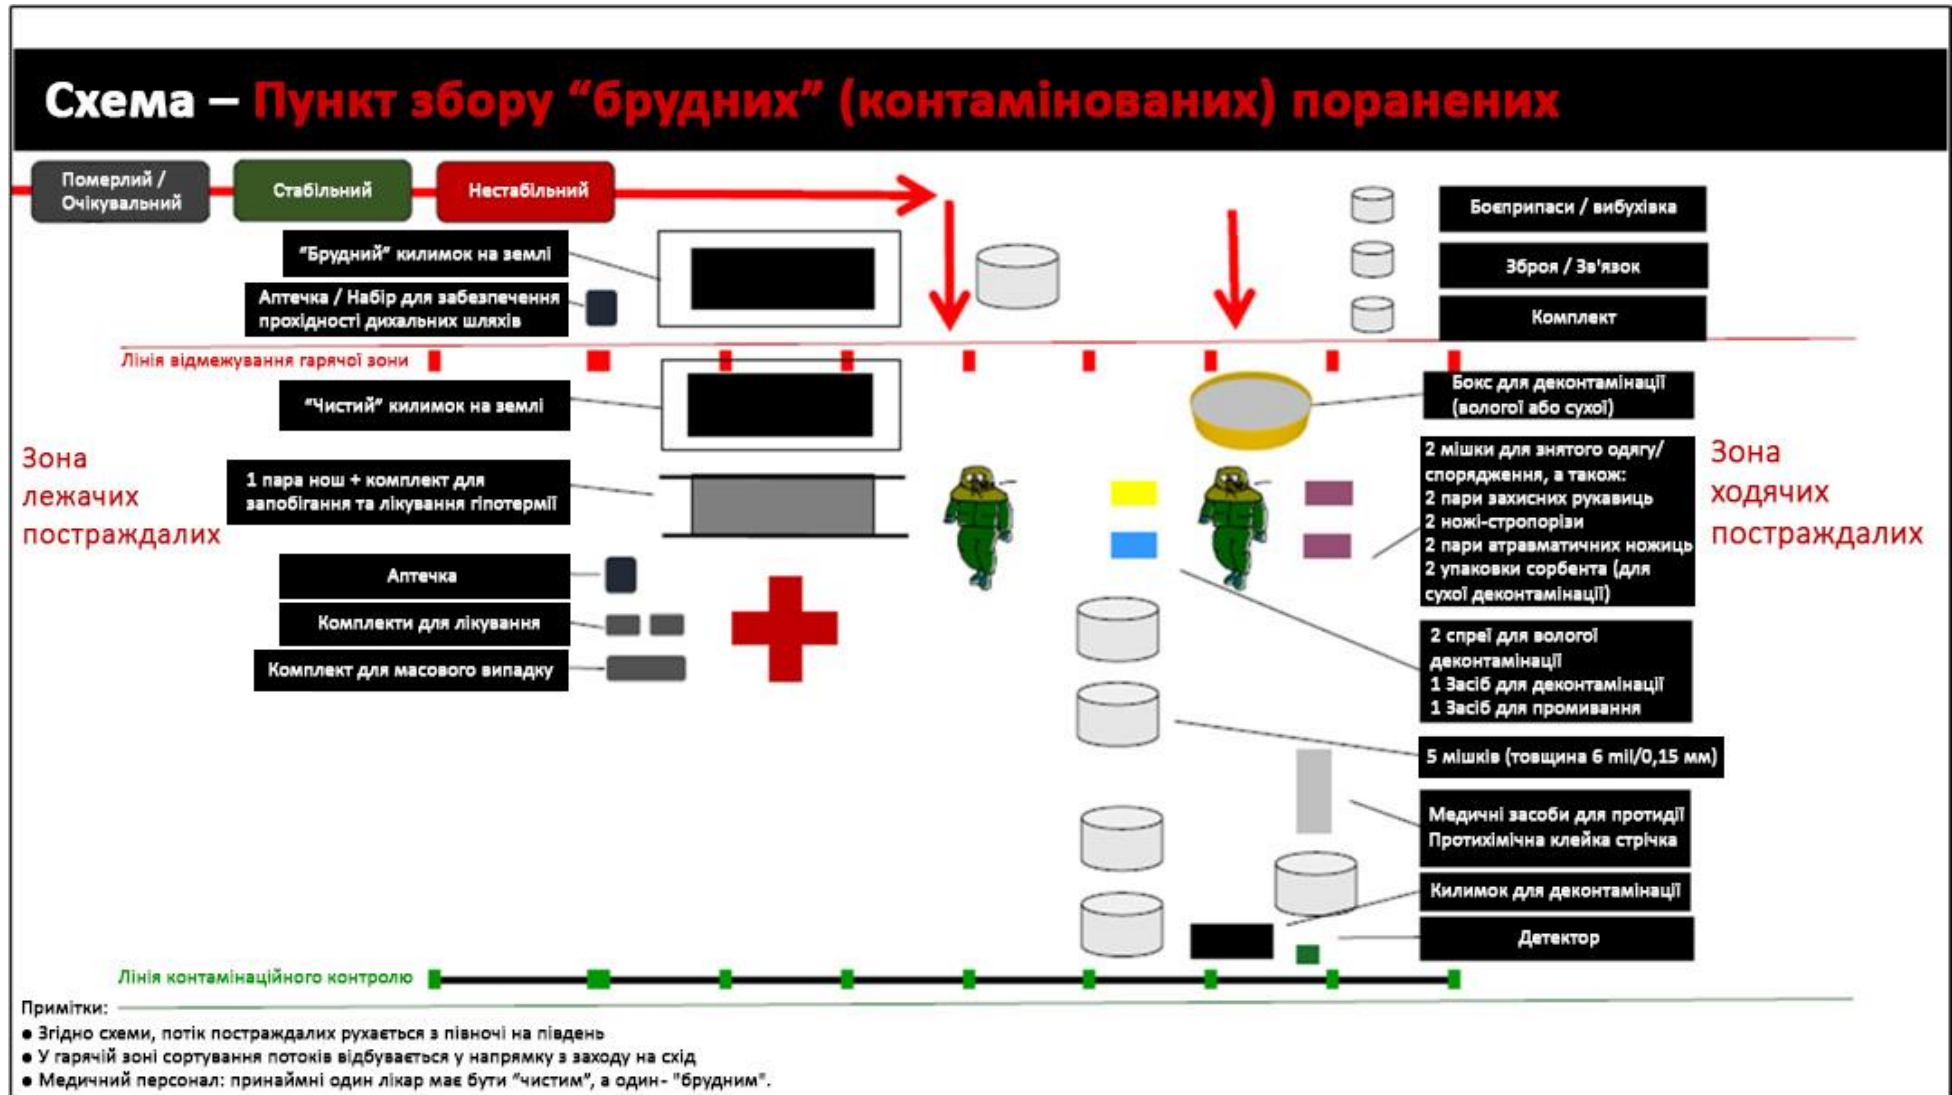 Схема – Пункт збору “брудних” (контамінованих) поранених
Померлий /
Очікувальний
Стабільний
Нестабільний
“Брудний” килимок на землі
Аптечка / Набір для забезпечення
прохідності дихальних шляхів
Боєприпаси / вибухівка
Зброя / Зв'язок
Комплект
Лінія відмежування гарячої зони
“Чистий” килимок на землі
Бокс для деконтамінації
(вологої або сухої)
Зона
лежачих
постраждалих
1 пара нош + комплект для
запобігання та лікування гіпотермії
2 мішки для знятого одягу/
спорядження, а також:
2 пари захисних рукавиць
2 ножі-стропорізи
2 пари атравматичних ножиць
2 упаковки сорбента (для
сухої деконтамінації)
Зона
ходячих
постраждалих
Аптечка
Комплекти для лікування
Комплект для масового випадку
2 спреї для вологої
деконтамінації
1 Засіб для деконтамінації
1 Засіб для промивання
5 мішків (товщина 6 mil/0,15 мм)
Медичні засоби для протидії
Протихімічна клейка стрічка
Килимок для деконтамінації
Детектор
Лінія контамінаційного контролю
Примітки:
● Згідно схеми, потік постраждалих рухається з півночі на південь
● У гарячій зоні сортування потоків відбувається у напрямку з заходу на схід
● Медичний персонал: принаймні один лікар має бути “чистим”, а один- "брудним".